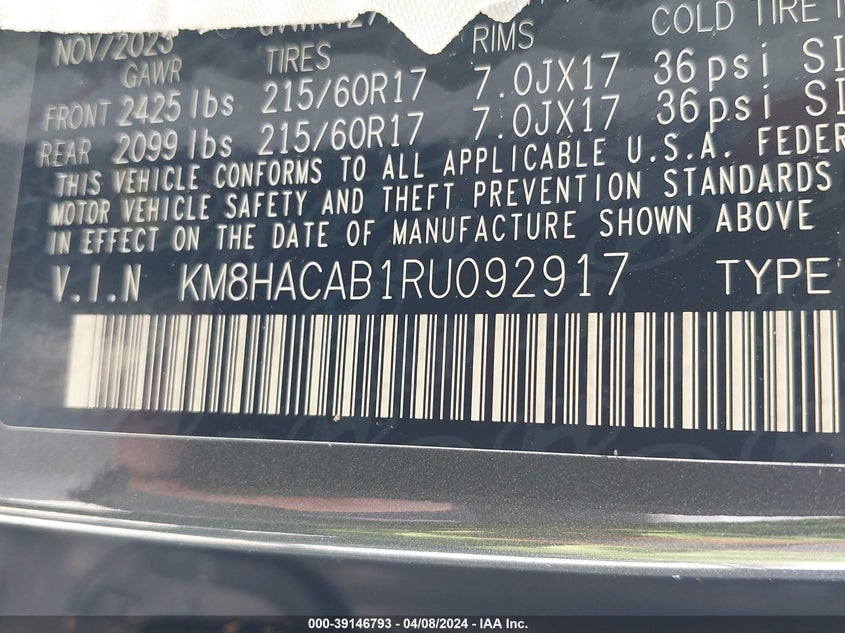 NOV/2023 GVWR 427
GAWR TIRES RIMS COLD TIRE
FRONT 2425 lbs 215/60R17 7.0JX17 36psi
REAR 2099 lbs 215/60R17 7.0JX17 36psi
THIS VEHICLE CONFORMS TO ALL APPLICABLE U.S.A. FEDER
MOTOR VEHICLE SAFETY AND THEFT PREVENTION STANDARDS
IN EFFECT ON THE DATE OF MANUFACTURE SHOWN ABOVE
V.I.N KM8HACAB1RU092917 TYPE
000-39146793 - 04/08/2024 - IAA Inc.